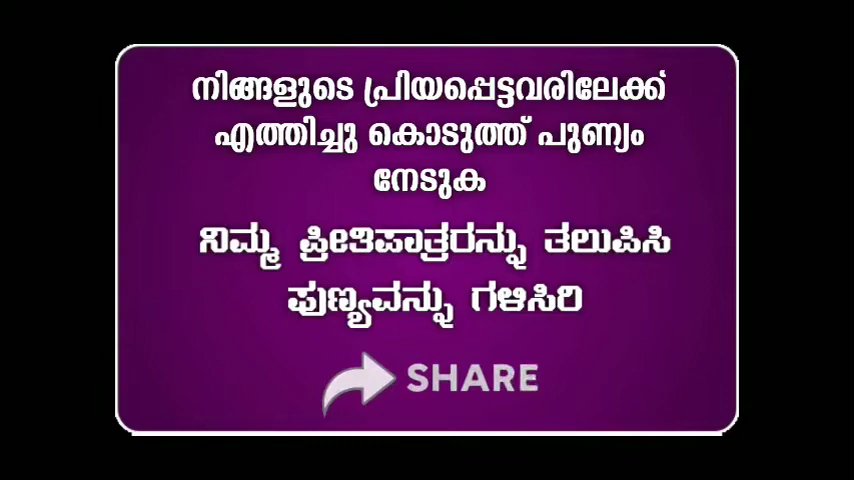 നിങ്ങളുടെ പ്രിയപ്പെട്ടവരിലേക്ക്
എത്തിച്ചു കൊടുത്ത് പുണ്യം
നേടുക
ನಿಮ್ಮ ಪ್ರೀತಿಪಾತ್ರರನ್ನು ತಲುಪಿಸಿ
ಪುಣ್ಯವನ್ನು ಗಳಿಸಿರಿ
SHARE